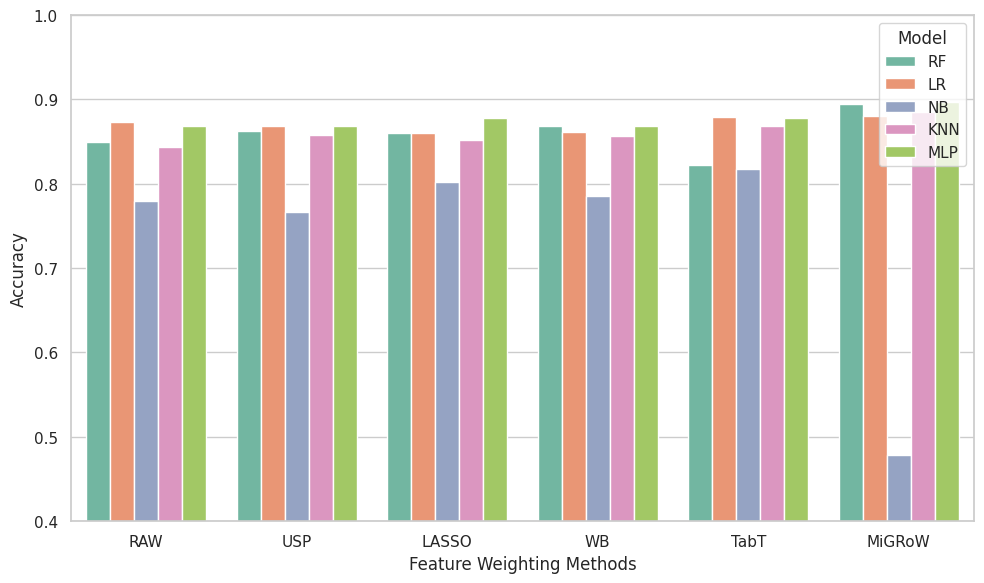 1.0
0.9
0.8
0.7
0.6
0.5
0.4
Accuracy
Model
RF
LR
NB
KNN
MLP
RAW USP LASSO WB TabT MiGRoW
Feature Weighting Methods